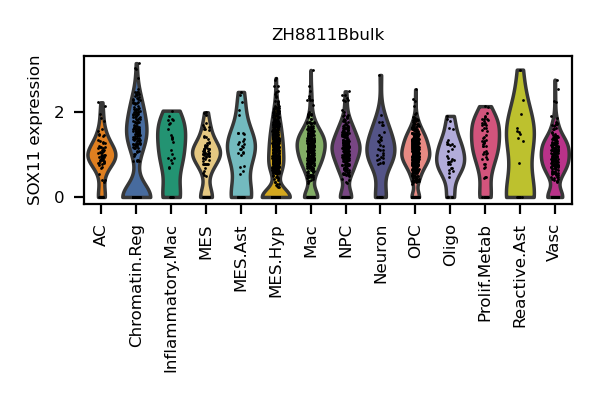 ZH8811Bbulk
SOX11 expression
2
0
AC
Chromatin.Reg
Inflammatory.Mac
MES
MES.Ast
MES.Hyp
Mac
NPC
Neuron
OPC
Oligo
Prolif.Metab
Reactive.Ast
Vasc